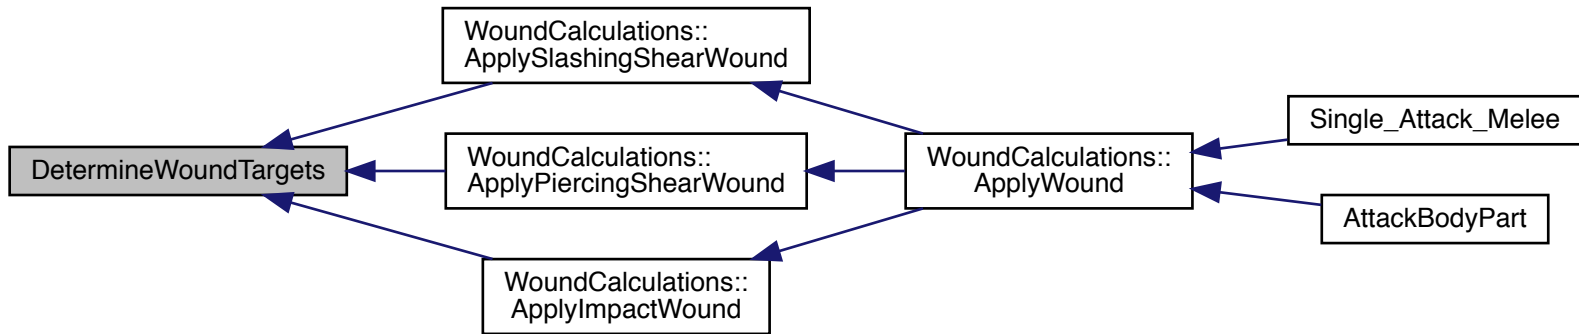 DetermineWoundTargets
WoundCalculations::
ApplySlashingShearWound
WoundCalculations::
ApplyPiercingShearWound
WoundCalculations::
ApplyImpactWound
WoundCalculations::
ApplyWound
Single_Attack_Melee
AttackBodyPart